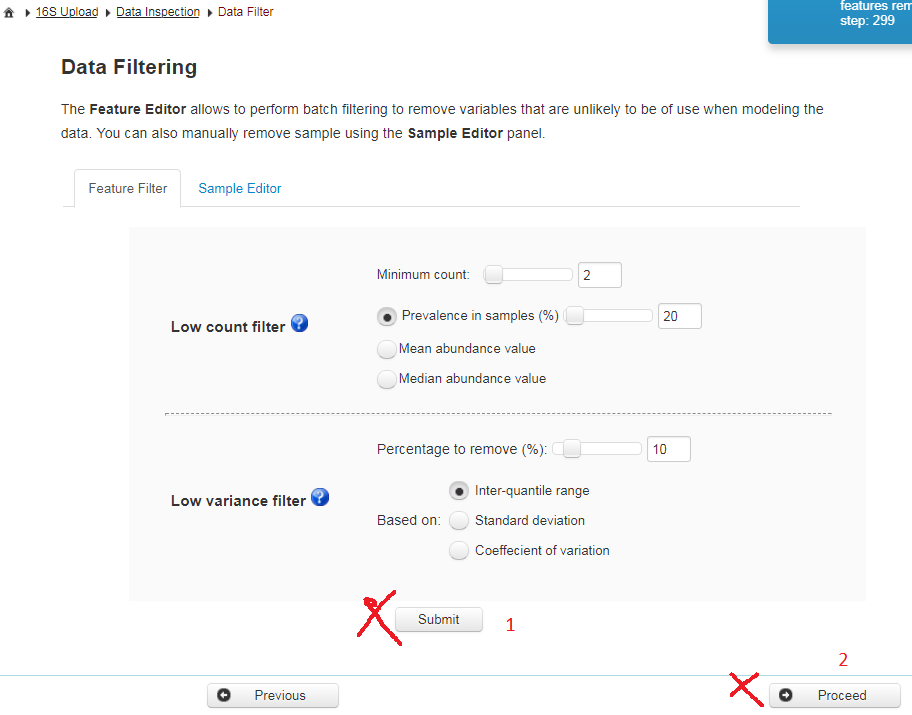 16S Upload Data Inspection Data Filter
features rem
step: 299
Data Filtering
The Feature Editor allows to perform batch filtering to remove variables that are unlikely to be of use when modeling the
data. You can also manually remove sample using the Sample Editor panel.
Feature Filter Sample Editor
Minimum count: 2
Low count filter ?
Prevalence in samples (%) 20
Mean abundance value
Median abundance value
Percentage to remove (%): 10
Low variance filter ?
Based on:
Inter-quantile range
Standard deviation
Coeffecient of variation
Submit 1
2
Previous Proceed